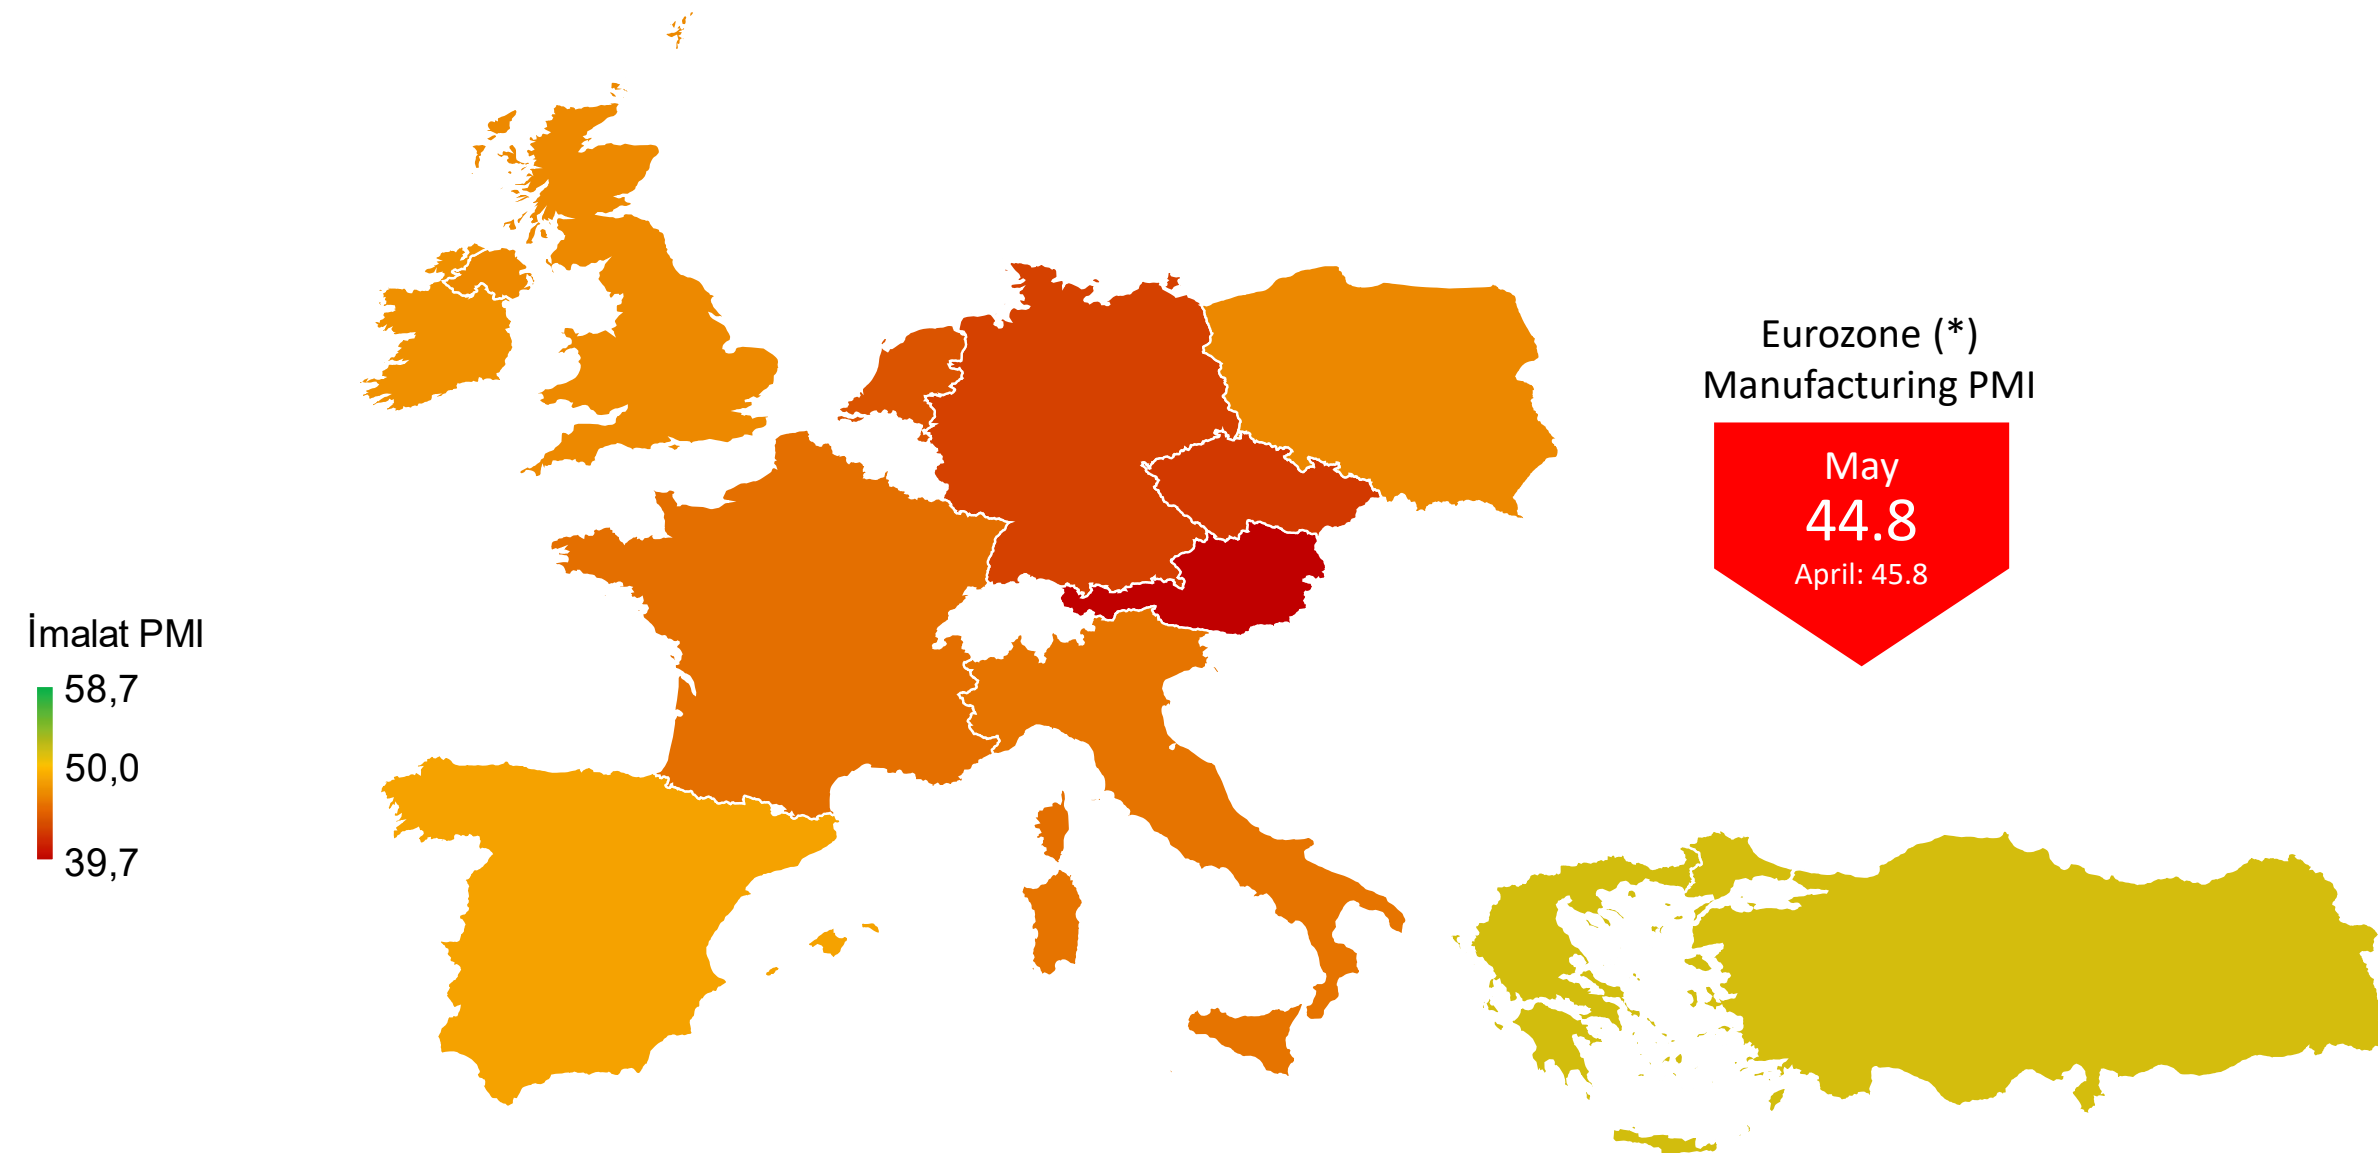 Eurozone (*)
Manufacturing PMI
May
44.8
April: 45.8
İmalat PMI
58,7
50,0
39,7